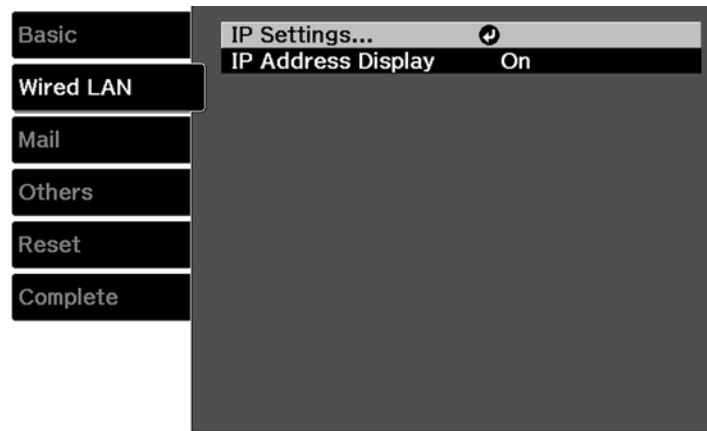 Basic
Wired LAN
Mail
Others
Reset
Complete
IP Settings...
IP Address Display On